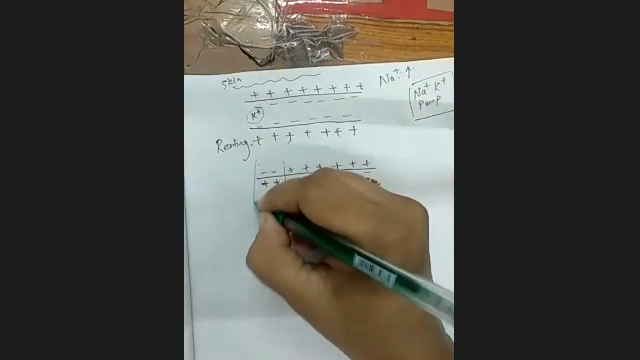 Skin
Na+: ↑.
+ + + + + + + +
– – – – – – –
K+
– – – – – –
Resting + + + + + + +
Na+ K+
Pump
– – + + + + + +
+ +